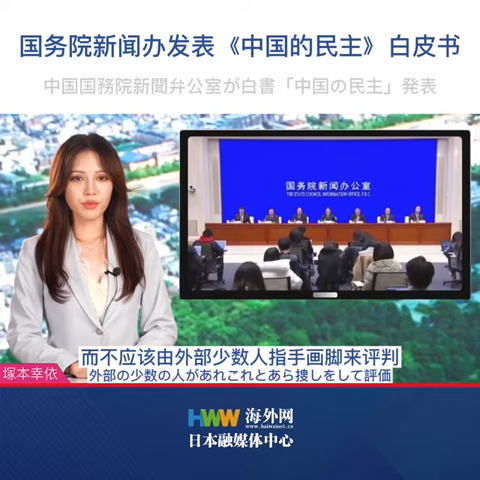 国务院新闻办发表《中国的民主》白皮书
中国国務院新聞弁公室が白書「中国の民主」発表
国务院新闻办公室
THE STATE COUNCIL INFORMATION OFFICE, P.R.C.
而不应该由外部少数人指手画脚来评判
外部の少数の人があれこれとあら捜しをして評価
塚本幸依
HWW 海外网
www.haiwainet.cn
日本融媒体中心